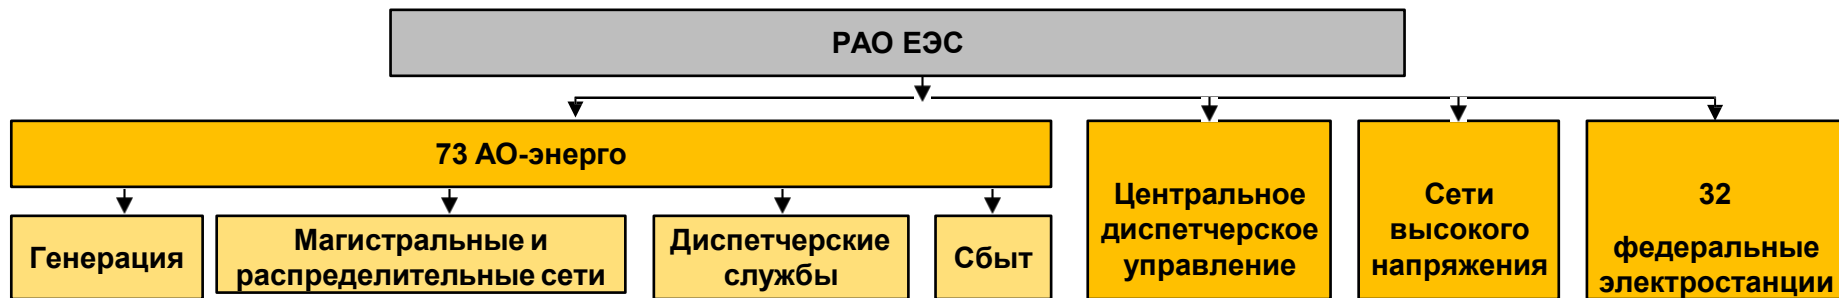 РАО ЕЭС
73 АО-энерго
Генерация
Магистральные и
распределительные сети
Диспетчерские
службы
Сбыт
Центральное
диспетчерское
управление
Сети
высокого
напряжения
32
федеральные
электростанции